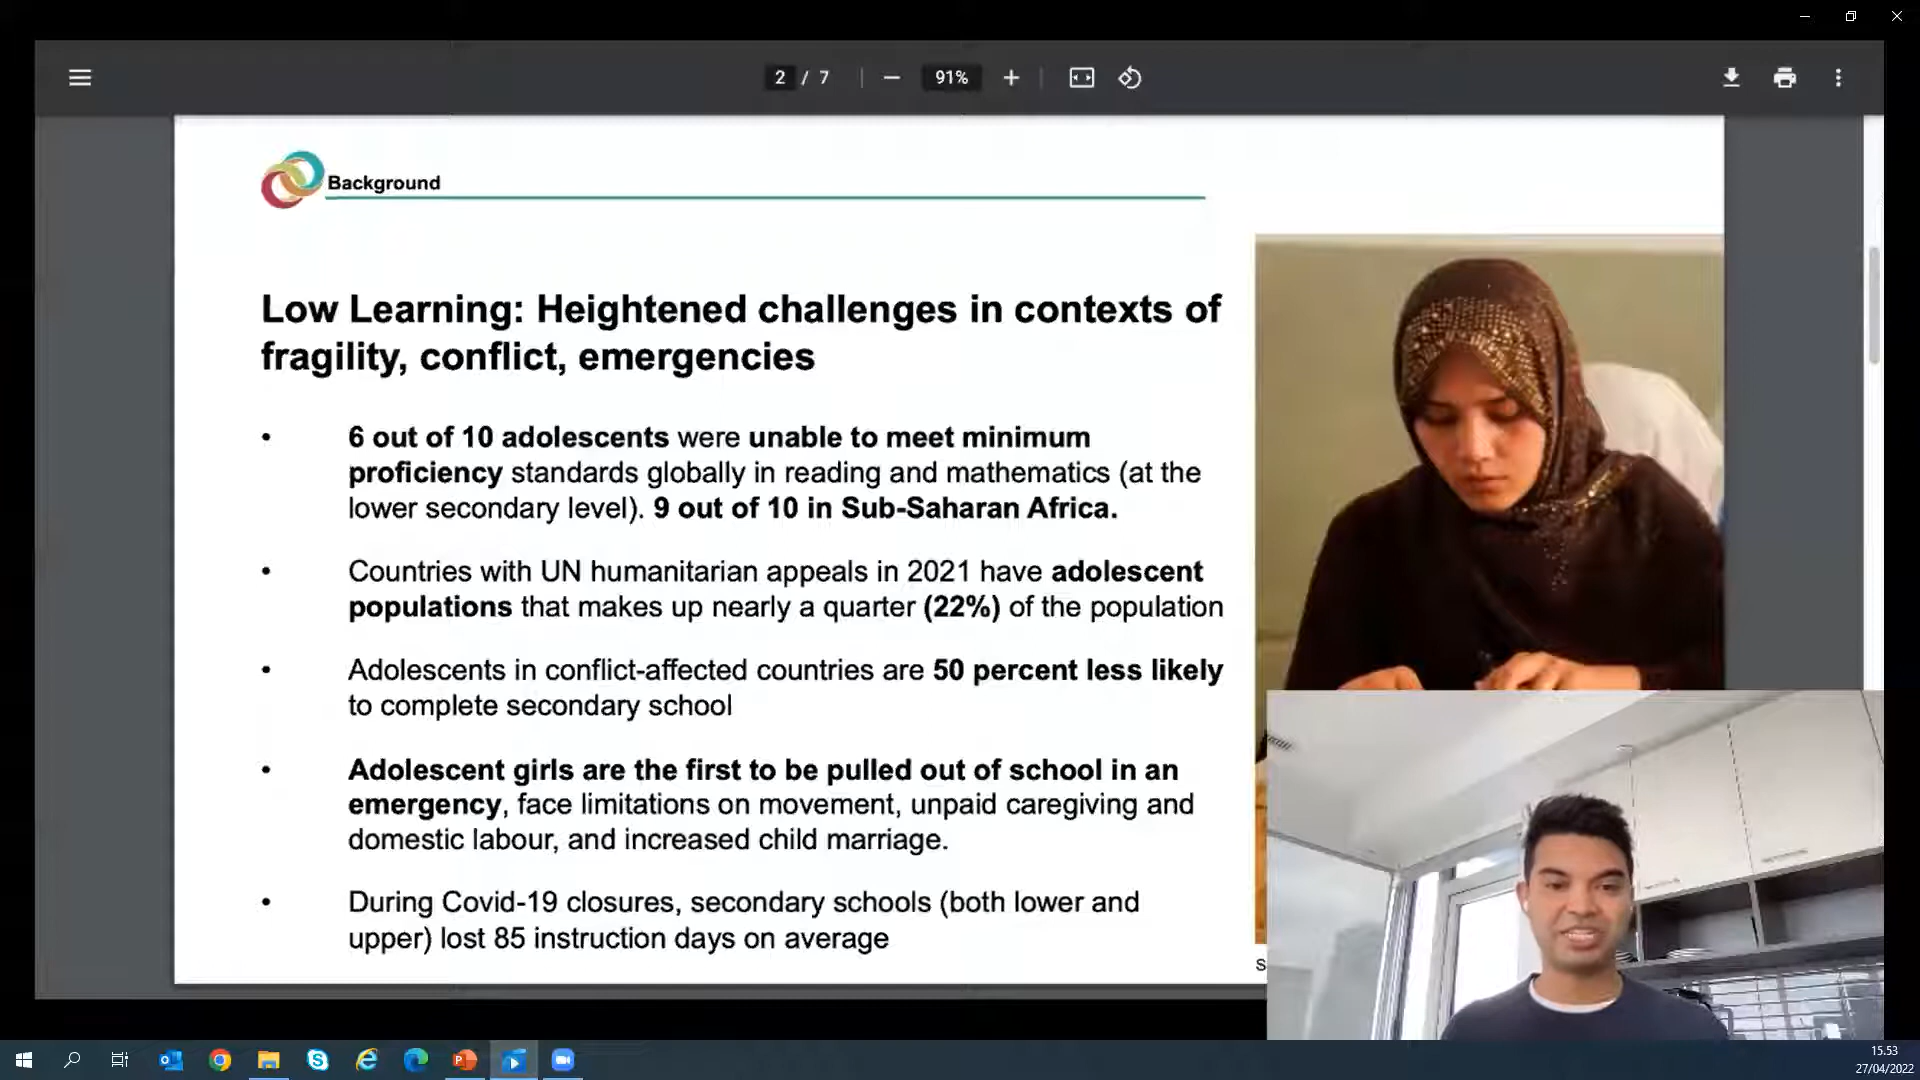 2 / 7
91%
Background
Low Learning: Heightened challenges in contexts of
fragility, conflict, emergencies
• 6 out of 10 adolescents were unable to meet minimum
proficiency standards globally in reading and mathematics (at the
lower secondary level). 9 out of 10 in Sub-Saharan Africa.
• Countries with UN humanitarian appeals in 2021 have adolescent
populations that makes up nearly a quarter (22%) of the population
• Adolescents in conflict-affected countries are 50 percent less likely
to complete secondary school
• Adolescent girls are the first to be pulled out of school in an
emergency, face limitations on movement, unpaid caregiving and
domestic labour, and increased child marriage.
• During Covid-19 closures, secondary schools (both lower and
upper) lost 85 instruction days on average
15.53
27/04/2022